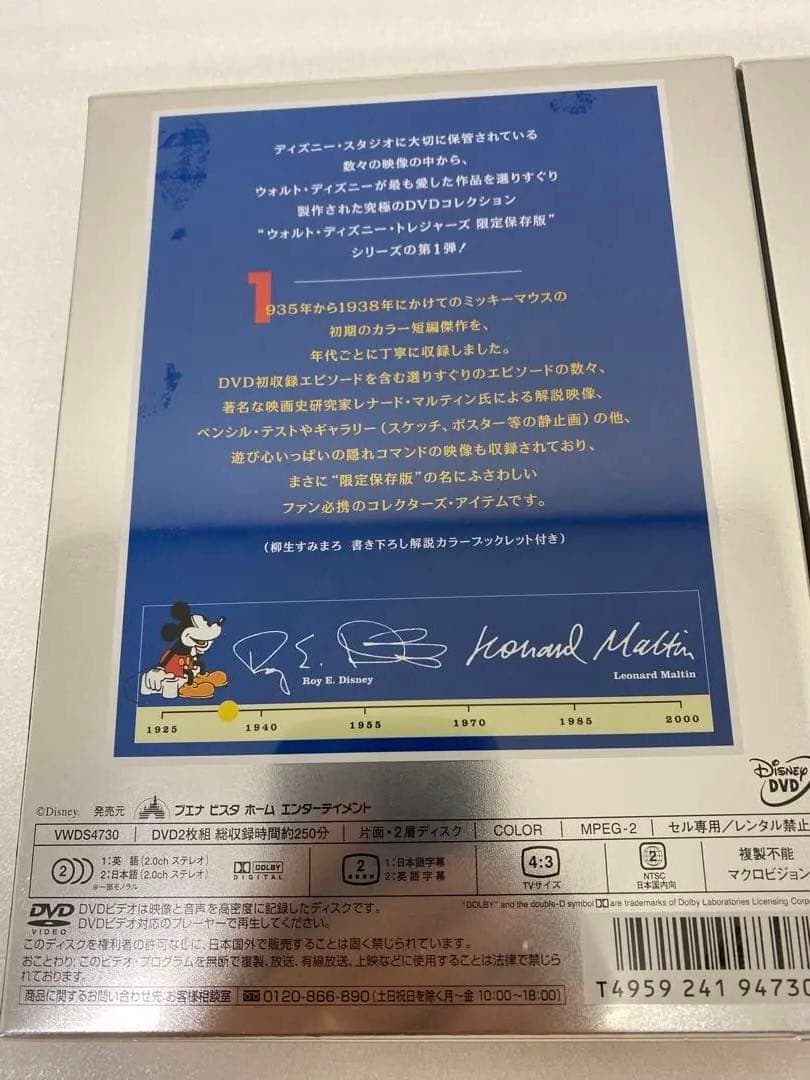 ディズニー・スタジオに大切に保管されている
数々の映像の中から、
ウォルト・ディズニーが最も愛した作品を選りすぐり
製作された究極のDVDコレクション
“ウォルト・ディズニー・トレジャーズ 限定保存版”
シリーズの第1弾!
1935年から1938年にかけてのミッキーマウスの
初期のカラー短編傑作を、
年代ごとに丁寧に収録しました。
DVD初収録エピソードを含む選りすぐりのエピソードの数々、
著名な映画史研究家レナード・マルティン氏による解説映像、
ペンシル・テストやギャラリー(スケッチ、ポスター等の静止画)の他、
遊び心いっぱいの隠れコマンドの映像も収録されており、
まさに“限定保存版”の名にふさわしい
ファン必携のコレクターズ・アイテムです。
(柳生すみまろ 書き下ろし解説カラーブックレット付き)
Roy E. Disney Leonard Maltin
Roy E. Disney Leonard Maltin
1925 1940 1955 1970 1985 2000
DISNEY DVD
©Disney. 発売元 ブエナ ビスタ ホーム エンターテイメント
VWDS4730 DVD2枚組 総収録時間約250分 片面・2層ディスク COLOR MPEG-2 セル専用/レンタル禁止
2 1:英 語(2.0ch ステレオ) 2:日本語(2.0ch ステレオ) ※一部モノラル
DOLBY DIGITAL
2 1:日本語字幕 2:英語字幕
4:3 TVサイズ
2 NTSC 日本国内向
複製不能 マクロビジョン
DVD VIDEO
DVDビデオは映像と音声を高密度に記録したディスクです。
DVDビデオ対応のプレーヤーで再生してください。
"DOLBY" and the double-D symbol are trademarks of Dolby Laboratories Licensing Corp
このディスクを権利者の許可なしに、日本国外で販売することは固く禁じられています。
おことわり:このビデオ・プログラムを無断で複製、放送、有線放送、上映などに使用することは法律で禁じら
れております。
商品に関するお問い合わせ先:お客様相談室 0120-866-890(土日祝日を除く月〜金 10:00〜18:00)
T4959 241 94730